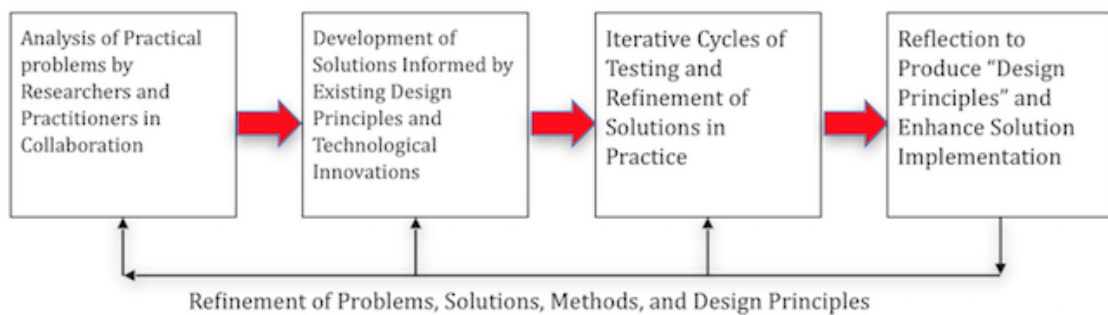 Analysis of Practical
problems by
Researchers and
Practitioners in
Collaboration
Development of
Solutions Informed by
Existing Design
Principles and
Technological
Innovations
Iterative Cycles of
Testing and
Refinement of
Solutions in
Practice
Reflection to
Produce “Design
Principles” and
Enhance Solution
Implementation
Refinement of Problems, Solutions, Methods, and Design Principles